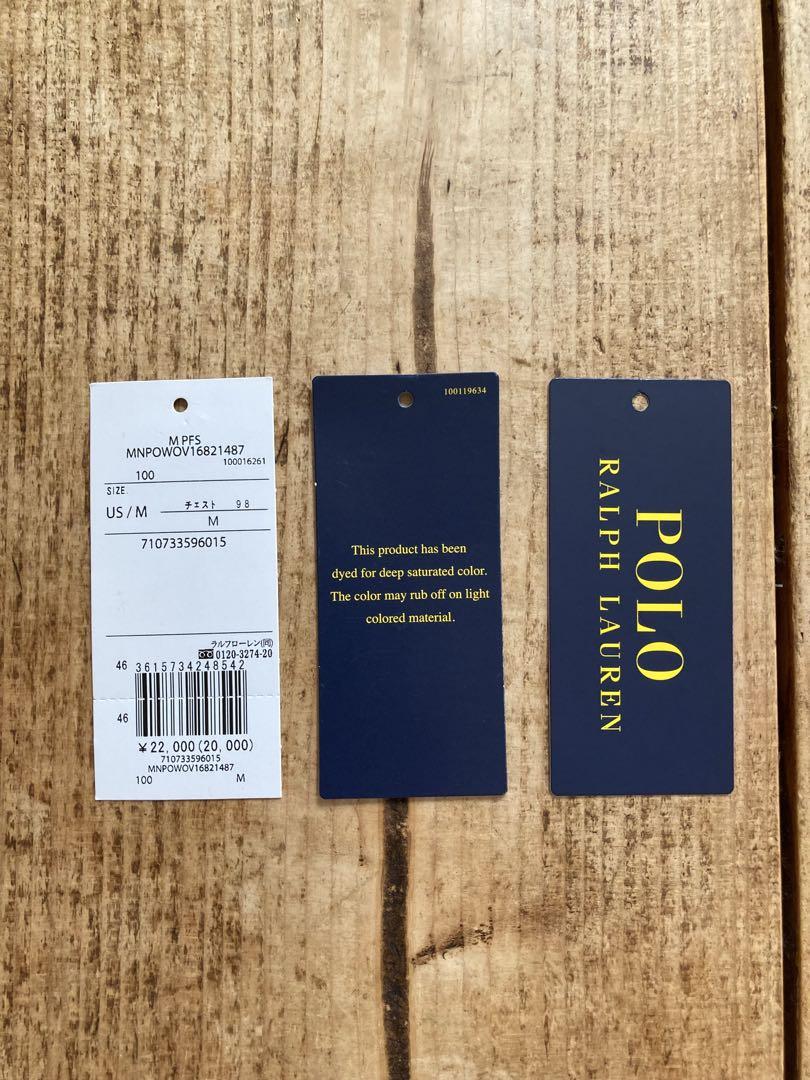 M PFS
MNPOWOV16821487
100016261
100
SIZE.
US / M
チェスト 98
M
710733596015
ラルフローレン(同)
0120-3274-20
46 3615734248542
46
¥22,000(20,000)
710733596015
MNPOWOV16821487
100 M
100119634
This product has been
dyed for deep saturated color.
The color may rub off on light
colored material.
POLO
RALPH LAUREN